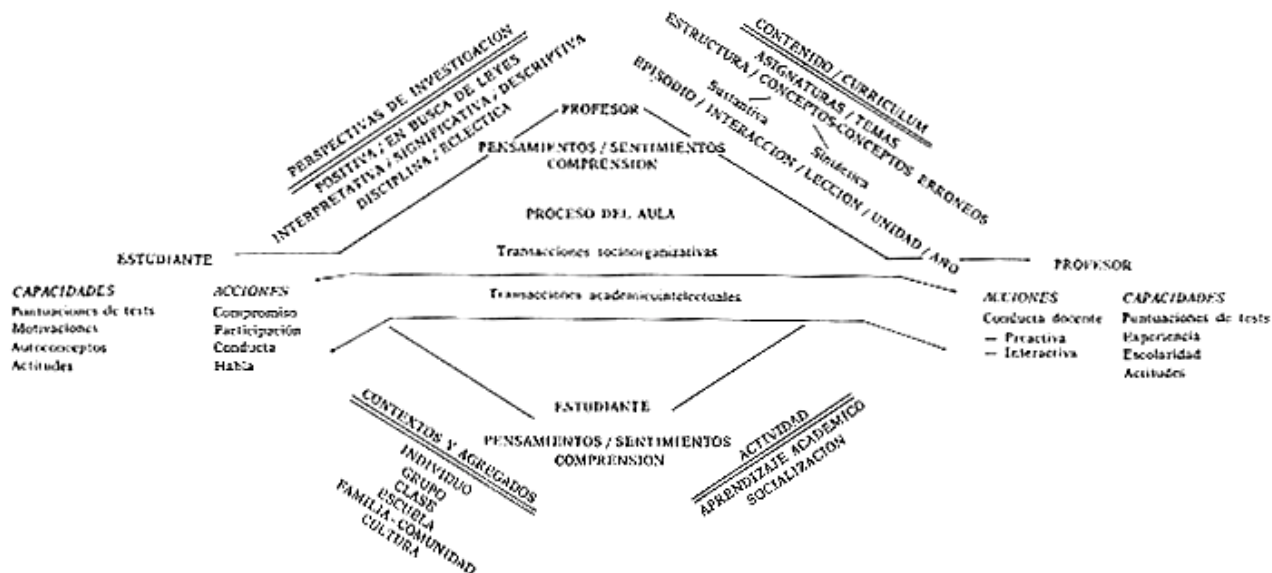 PERSPECTIVAS DE INVESTIGACION
POSITIVA / EN BUSCA DE LEYES
INTERPRETATIVA / SIGNIFICATIVA / DESCRIPTIVA
DISCIPLINA / ECLECTICA
CONTENIDO / CURRICULUM
ASIGNATURAS / TEMAS
ESTRUCTURA / CONCEPTOS-CONCEPTOS ERRONEOS
Sustantiva
Sintáctica
EPISODIO / INTERACCION / LECCION / UNIDAD / AÑO
PROFESOR
PENSAMIENTOS / SENTIMIENTOS
COMPRENSION
PROCESO DEL AULA
Transacciones socioorganizativas
Transacciones academicointelectuales
ESTUDIANTE
CAPACIDADES
Puntuaciones de tests
Motivaciones
Autoconceptos
Actitudes
ACCIONES
Compromiso
Participación
Conducta
Habla
PROFESOR
ACCIONES
Conducta docente
— Proactiva
— Interactiva
CAPACIDADES
Puntuaciones de tests
Experiencia
Escolaridad
Actitudes
ESTUDIANTE
PENSAMIENTOS / SENTIMIENTOS
COMPRENSION
CONTEXTOS Y AGREGADOS
INDIVIDUO
GRUPO
CLASE
ESCUELA
FAMILIA-COMUNIDAD
CULTURA
ACTIVIDAD
APRENDIZAJE ACADEMICO
SOCIALIZACION